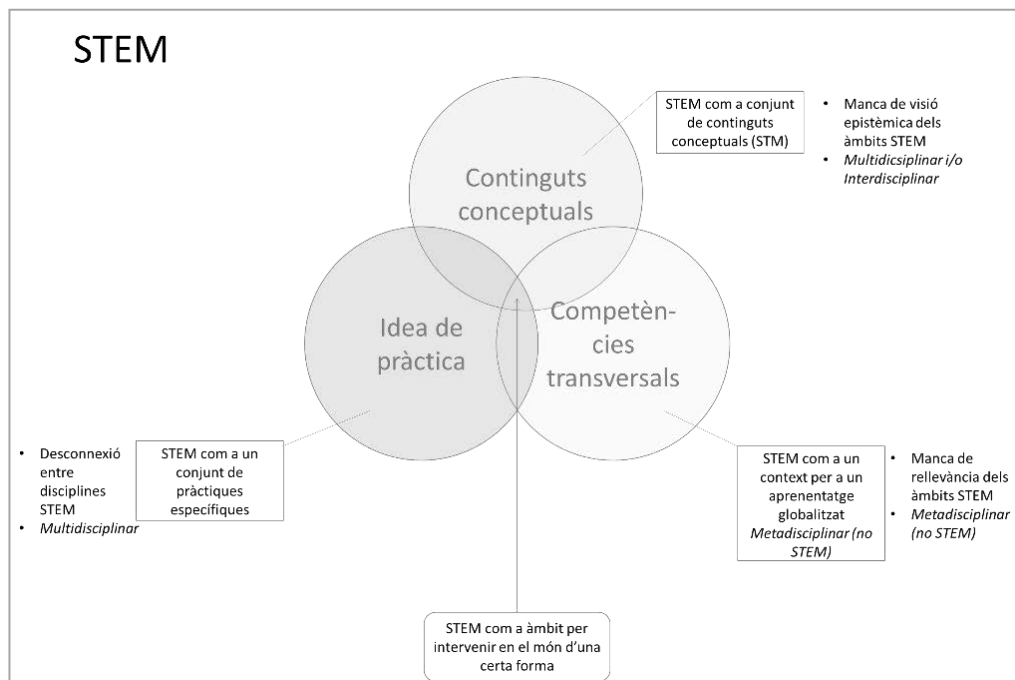 STEM
STEM com a conjunt
de continguts
conceptuals (STM)
• Manca de visió
epistèmica dels
àmbits STEM
• Multidicsiplinar i/o
Interdisciplinar
Continguts
conceptuals
Idea de
pràctica
Competèn-
cies
transversals
• Desconnexió
entre
disciplines
STEM
• Multidisciplinar
STEM com a un
conjunt de
pràctiques
específiques
STEM com a un
context per a un
aprenentatge
globalitzat
Metadisciplinar (no
STEM)
• Manca de
rellevància dels
àmbits STEM
• Metadisciplinar
(no STEM)
STEM com a àmbit per
intervenir en el món d'una
certa forma